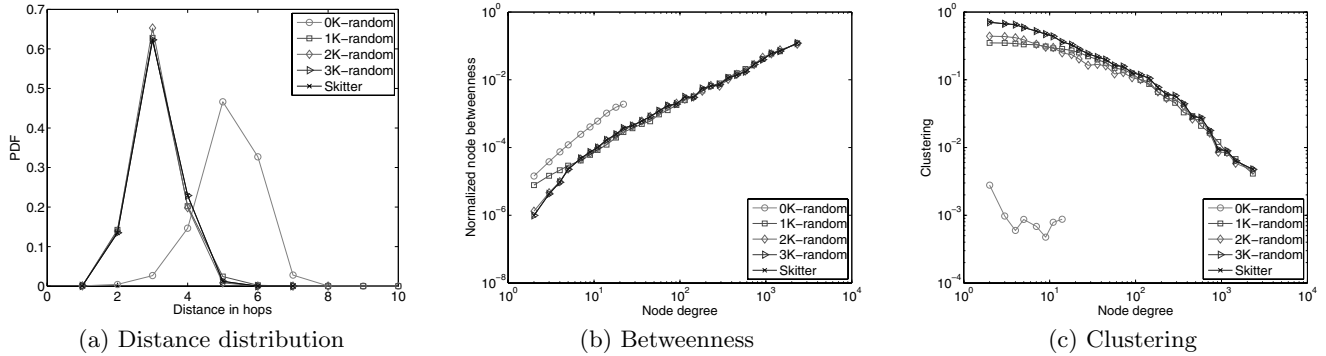 0.7
0.6
0.5
0.4
0.3
0.2
0.1
0
PDF
0
2
4
6
8
10
Distance in hops
0K−random
1K−random
2K−random
3K−random
Skitter
(a) Distance distribution
10^0
10^−2
10^−4
10^−6
10^−8
Normalized node betweenness
10^0
10^1
10^2
10^3
10^4
Node degree
0K−random
1K−random
2K−random
3K−random
Skitter
(b) Betweenness
10^0
10^−1
10^−2
10^−3
10^−4
Clustering
10^0
10^1
10^2
10^3
10^4
Node degree
0K−random
1K−random
2K−random
3K−random
Skitter
(c) Clustering